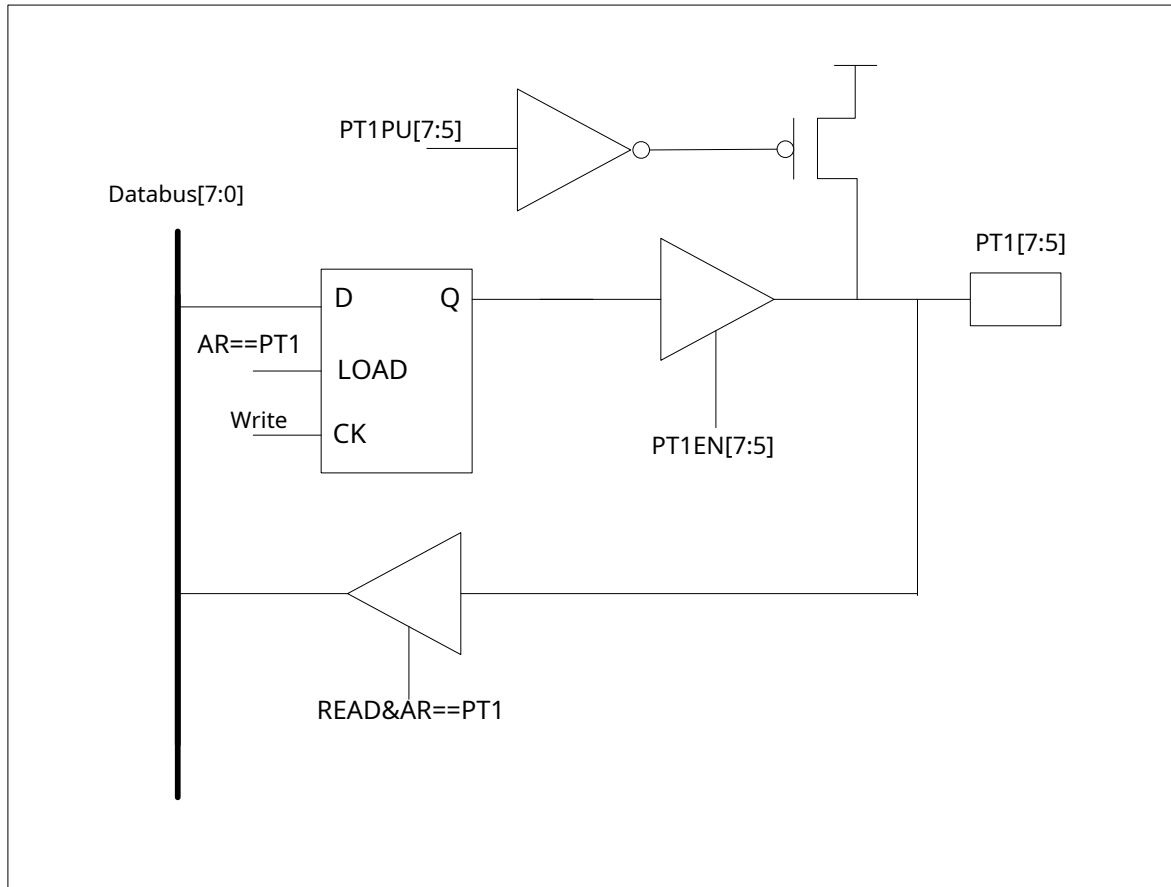 PT1PU[7:5]
Databus[7:0]
PT1[7:5]
D
Q
AR==PT1
LOAD
Write
CK
PT1EN[7:5]
READ&AR==PT1